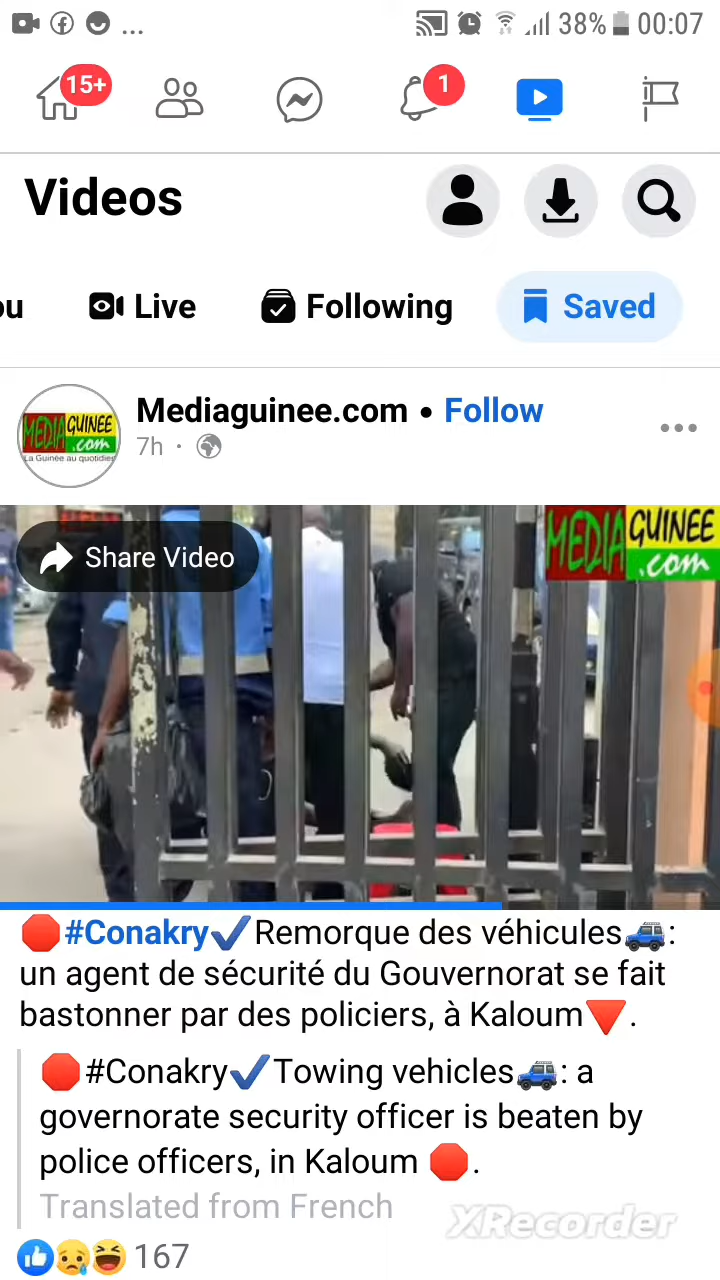 ... 38% 00:07
15+ 1
Videos
ou Live Following Saved
Mediaguinee.com • Follow
MEDIA GUINEE .com
La Guinée au quotidien
7h ·
Share Video
MEDIA GUINEE .com
🛑#Conakry✔Remorque des véhicules🚙:
un agent de sécurité du Gouvernorat se fait
bastonner par des policiers, à Kaloum🔻.
🛑#Conakry✔Towing vehicles🚙: a
governorate security officer is beaten by
police officers, in Kaloum 🛑.
Translated from French
XRecorder
167